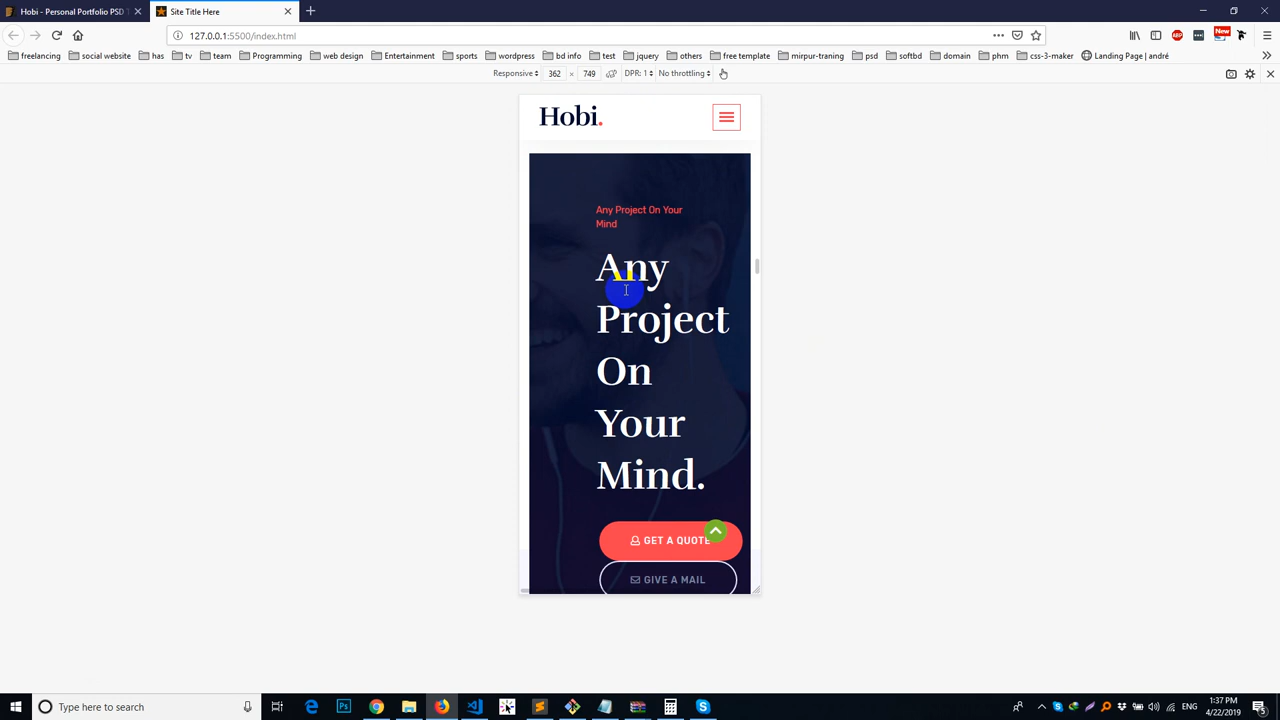 Hobi - Personal Portfolio PSD T
Site Title Here
127.0.0.1:5500/index.html
New
ABP
freelancing
social website
has
tv
team
Programming
web design
Entertainment
sports
wordpress
bd info
test
jquery
others
free template
mirpur-traning
psd
softbd
domain
phm
css-3-maker
Landing Page | andré
Responsive
362 × 749
DPR: 1
No throttling
Hobi.
Any Project On Your
Mind
Any
Project
On
Your
Mind.
GET A QUOTE
GIVE A MAIL
Type here to search
Ps
ENG
1:37 PM
4/22/2019
5